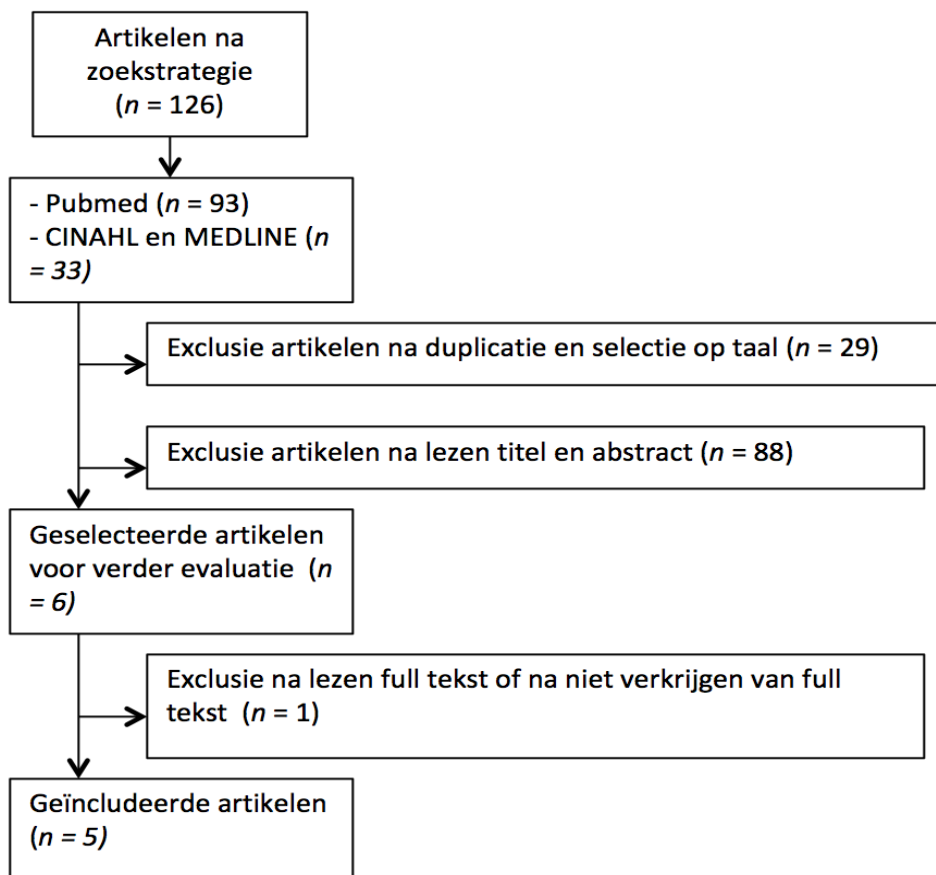 Artikelen na
zoekstrategie
(n = 126)
- Pubmed (n = 93)
- CINAHL en MEDLINE (n
= 33)
Exclusie artikelen na duplicatie en selectie op taal (n = 29)
Exclusie artikelen na lezen titel en abstract (n = 88)
Geselecteerde artikelen
voor verder evaluatie (n
= 6)
Exclusie na lezen full tekst of na niet verkrijgen van full
tekst (n = 1)
Geïncludeerde artikelen
(n = 5)